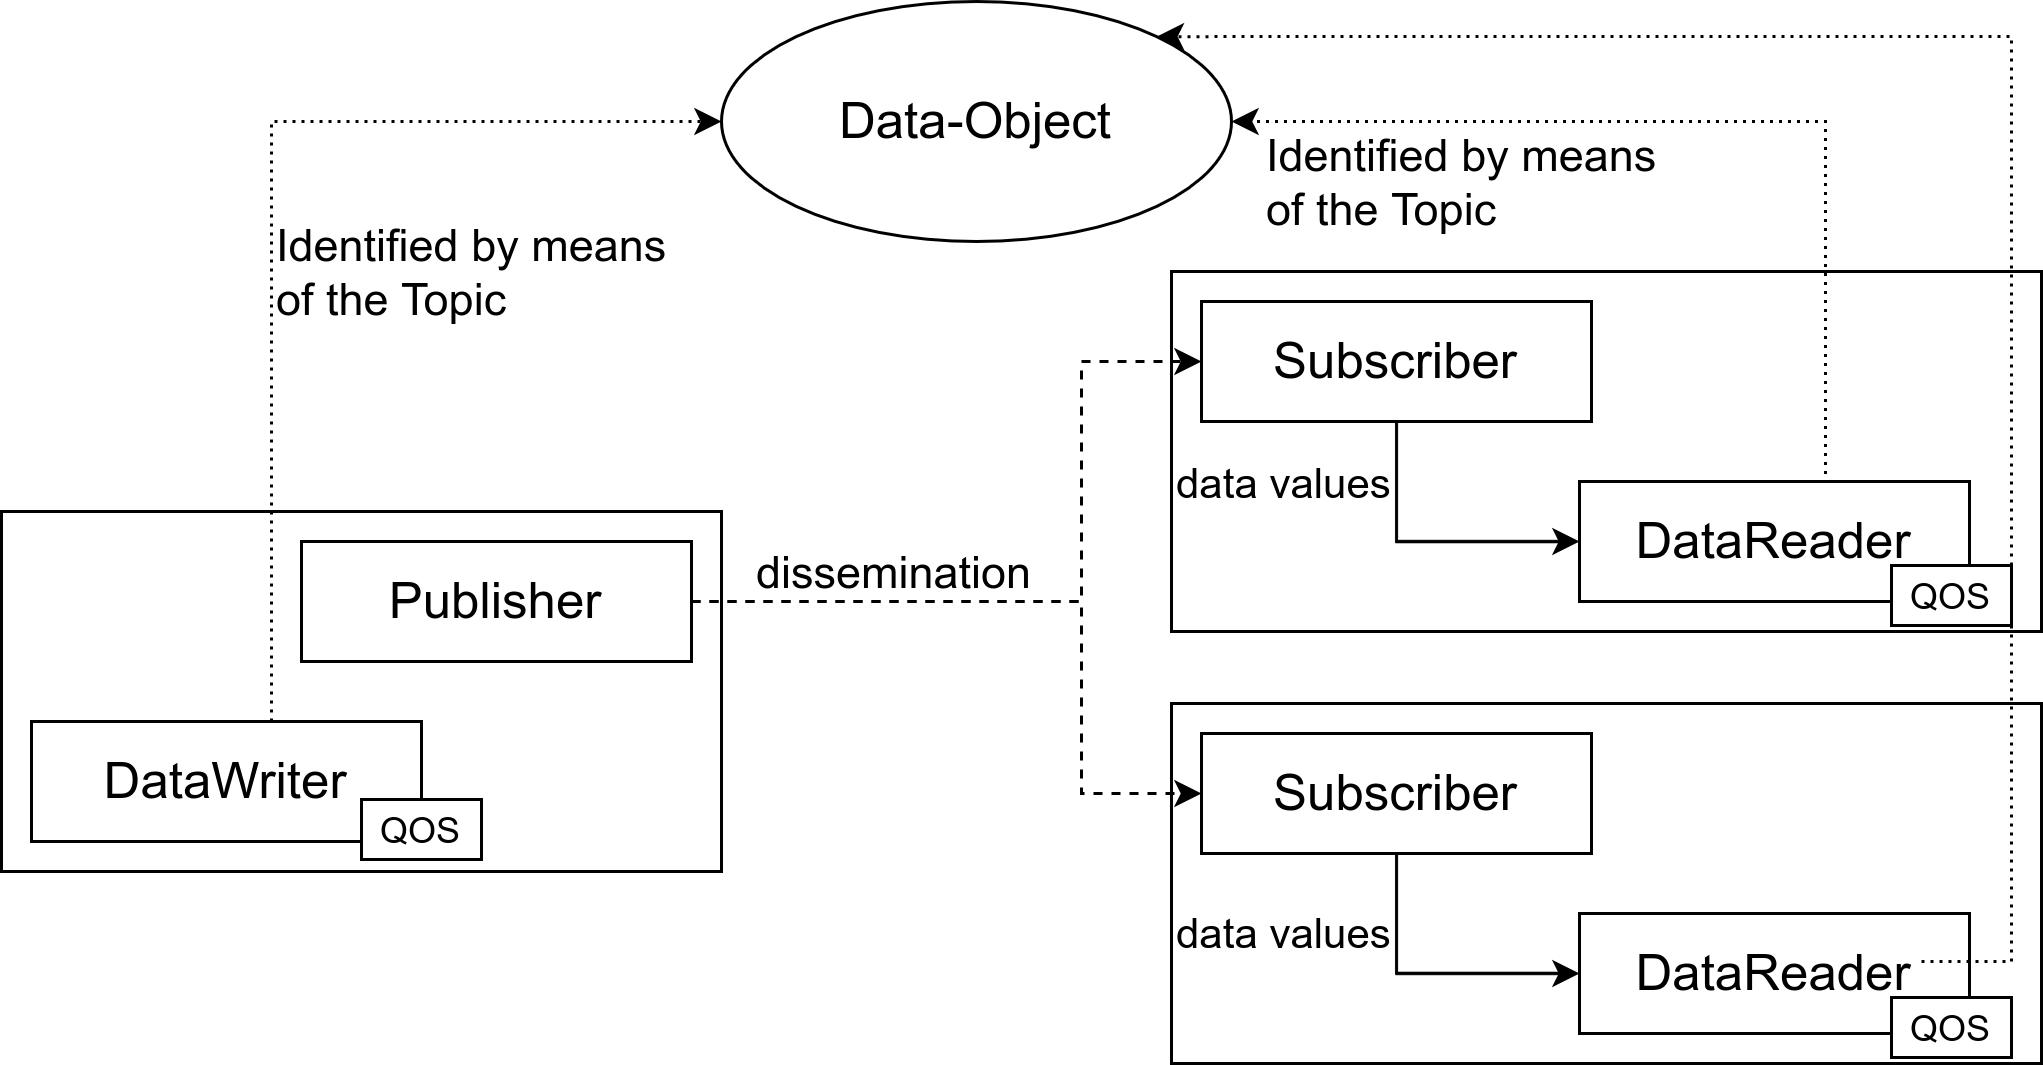 Data-Object
Identified by means
of the Topic
Identified by means
of the Topic
Subscriber
data values
DataReader
QOS
dissemination
Publisher
DataWriter
QOS
Subscriber
data values
DataReader
QOS